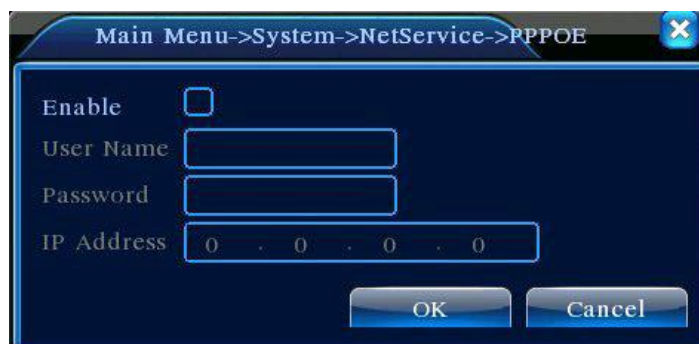 Main Menu->System->NetService->PPPOE
Enable
User Name
Password
IP Address 0 . 0 . 0 . 0
OK Cancel